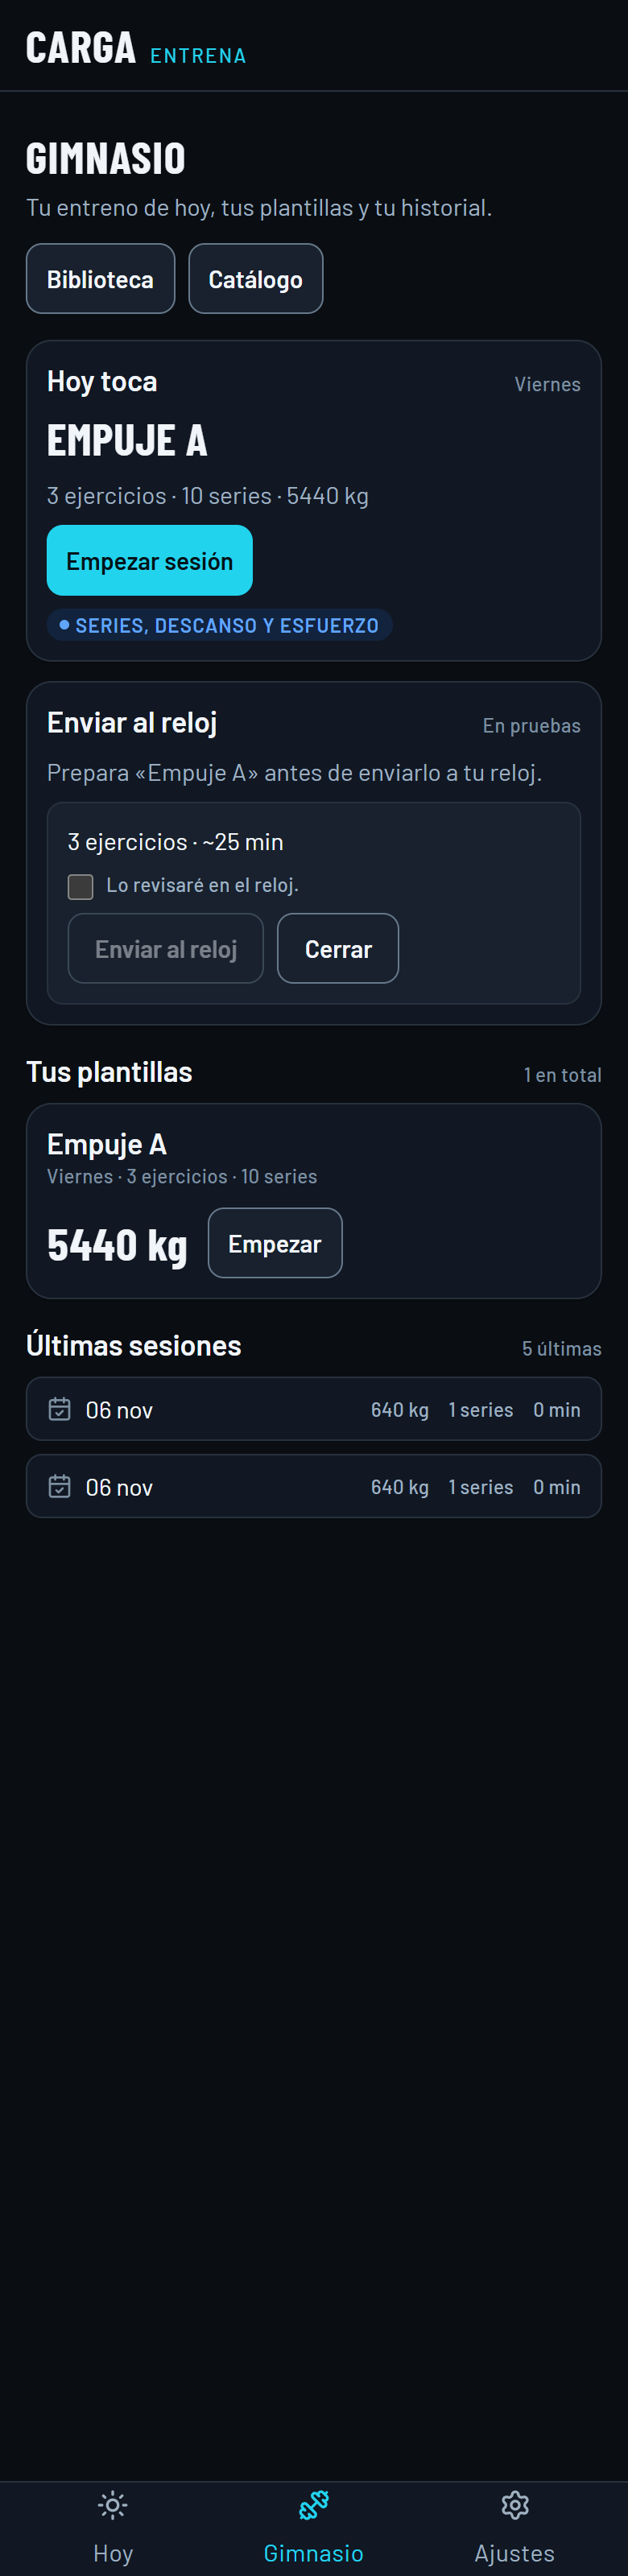 CARGA ENTRENA
GIMNASIO
Tu entreno de hoy, tus plantillas y tu historial.
Biblioteca Catálogo
Hoy toca Viernes
EMPUJE A
3 ejercicios · 10 series · 5440 kg
Empezar sesión
SERIES, DESCANSO Y ESFUERZO
Enviar al reloj En pruebas
Prepara «Empuje A» antes de enviarlo a tu reloj.
3 ejercicios · ~25 min
Lo revisaré en el reloj.
Enviar al reloj Cerrar
Tus plantillas 1 en total
Empuje A
Viernes · 3 ejercicios · 10 series
5440 kg Empezar
Últimas sesiones 5 últimas
06 nov 640 kg 1 series 0 min
06 nov 640 kg 1 series 0 min
Hoy Gimnasio Ajustes